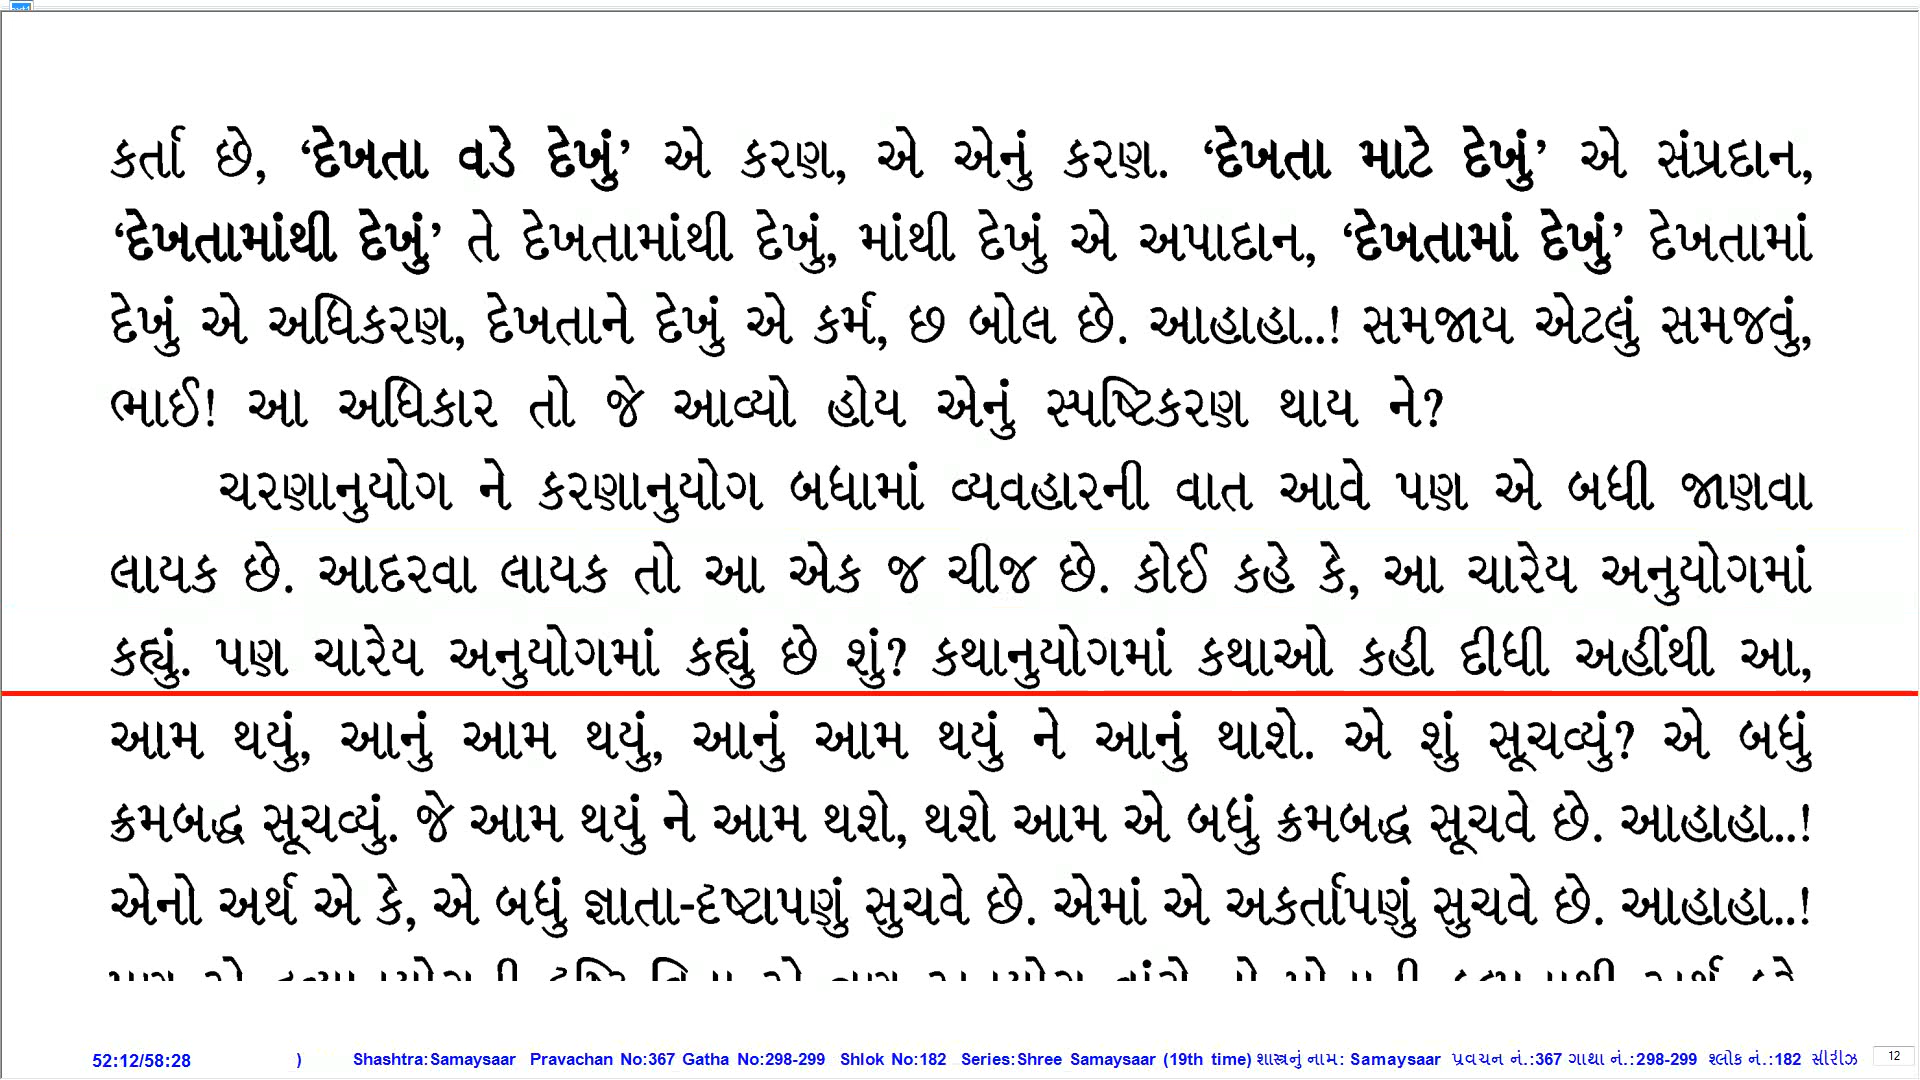 કર્તા છે, ‘દેખતા વડે દેખું’ એ કરણ, એ એનું કરણ. ‘દેખતા માટે દેખું’ એ સંપ્રદાન,
‘દેખતામાંથી દેખું’ તે દેખતામાંથી દેખું, માંથી દેખું એ અપાદાન, ‘દેખતામાં દેખું’ દેખતામાં
દેખું એ અધિકરણ, દેખતાને દેખું એ કર્મ, છ બોલ છે. આહાહા..! સમજાય એટલું સમજવું,
ભાઈ! આ અધિકાર તો જે આવ્યો હોય એનું સ્પષ્ટિકરણ થાય ને?
ચરણાનુયોગ ને કરણાનુયોગ બધામાં વ્યવહારની વાત આવે પણ એ બધી જાણવા
લાયક છે. આદરવા લાયક તો આ એક જ ચીજ છે. કોઈ કહે કે, આ ચારેય અનુયોગમાં
કહ્યું. પણ ચારેય અનુયોગમાં કહ્યું છે શું? કથાનુયોગમાં કથાઓ કહી દીધી અહીંથી આ,
આમ થયું, આનું આમ થયું, આનું આમ થયું ને આનું થાશે. એ શું સૂચવ્યું? એ બધું
ક્રમબદ્ધ સૂચવ્યું. જે આમ થયું ને આમ થશે, થશે આમ એ બધું ક્રમબદ્ધ સૂચવે છે. આહાહા..!
એનો અર્થ એ કે, એ બધું જ્ઞાતા-દૃષ્ટાપણું સુચવે છે. એમાં એ અકર્તાપણું સુચવે છે. આહાહા..!
52:12/58:28 ) Shashtra:Samaysaar Pravachan No:367 Gatha No:298-299 Shlok No:182 Series:Shree Samaysaar (19th time) શાસ્ત્રનું નામ: Samaysaar પ્રવચન નં.:367 ગાથા નં.:298-299 શ્લોક નં.:182 સીરીઝ 12